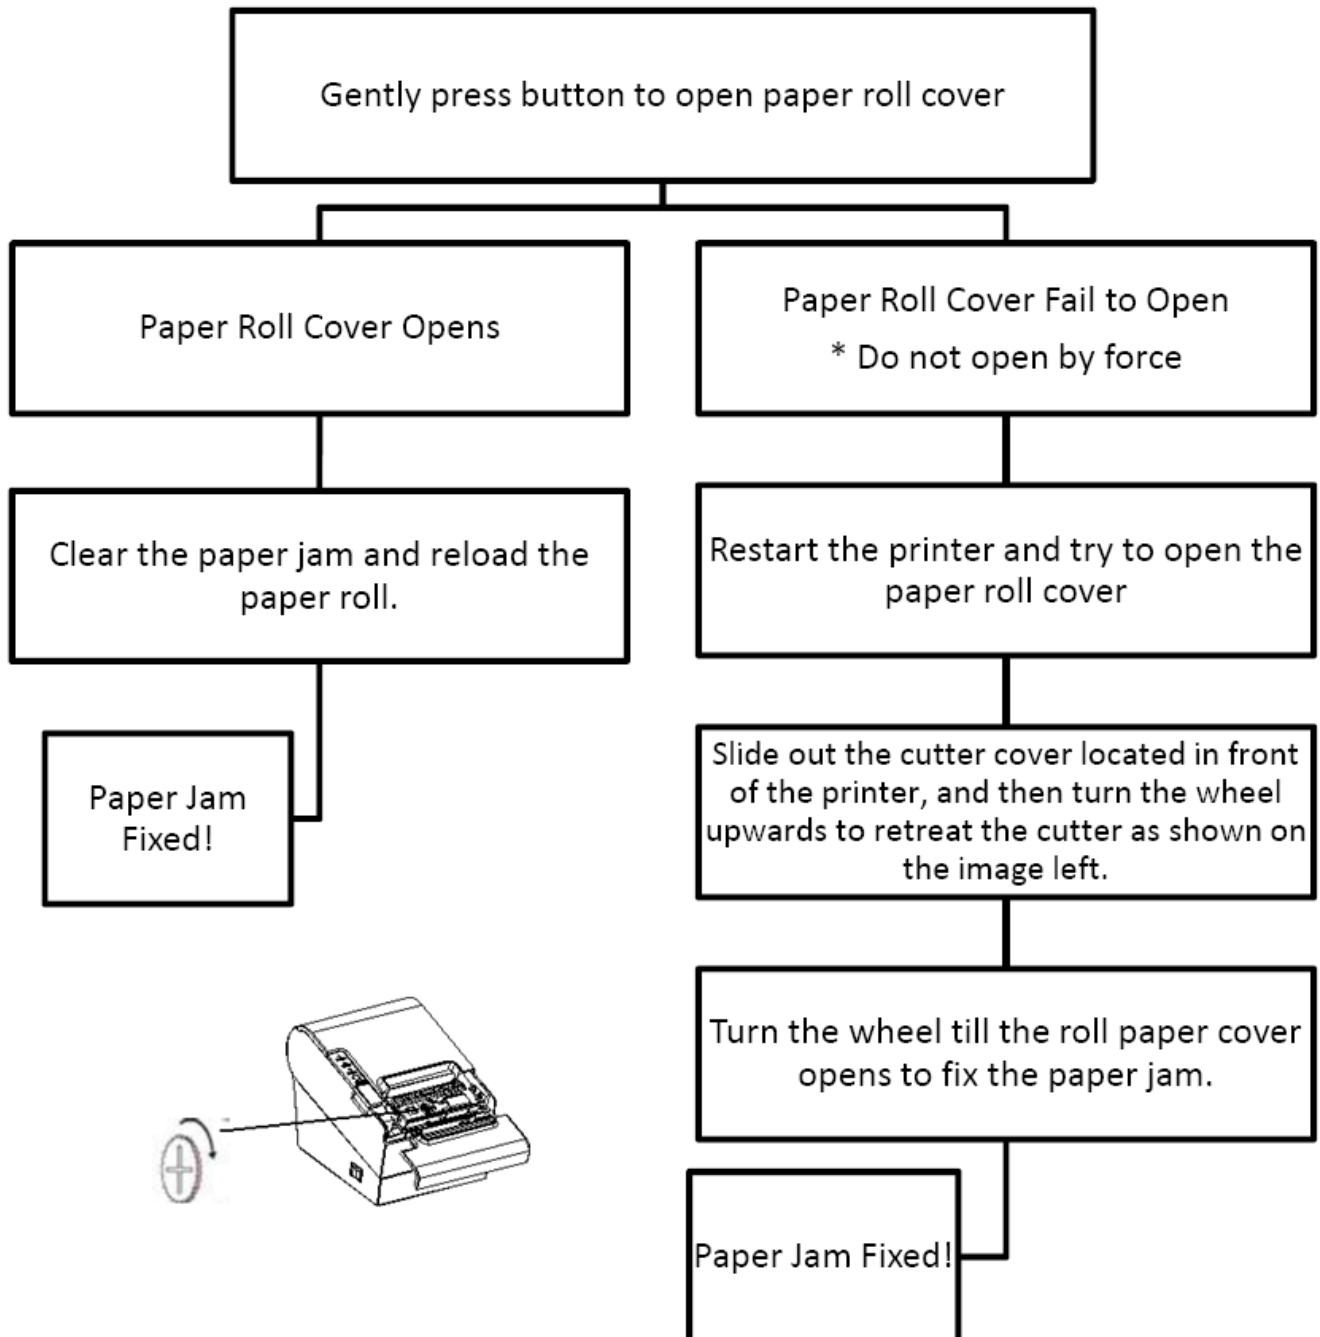 Gently press button to open paper roll cover
Paper Roll Cover Opens
Clear the paper jam and reload the
paper roll.
Paper Jam
Fixed!
Paper Roll Cover Fail to Open
* Do not open by force
Restart the printer and try to open the
paper roll cover
Slide out the cutter cover located in front
of the printer, and then turn the wheel
upwards to retreat the cutter as shown on
the image left.
Turn the wheel till the roll paper cover
opens to fix the paper jam.
Paper Jam Fixed!